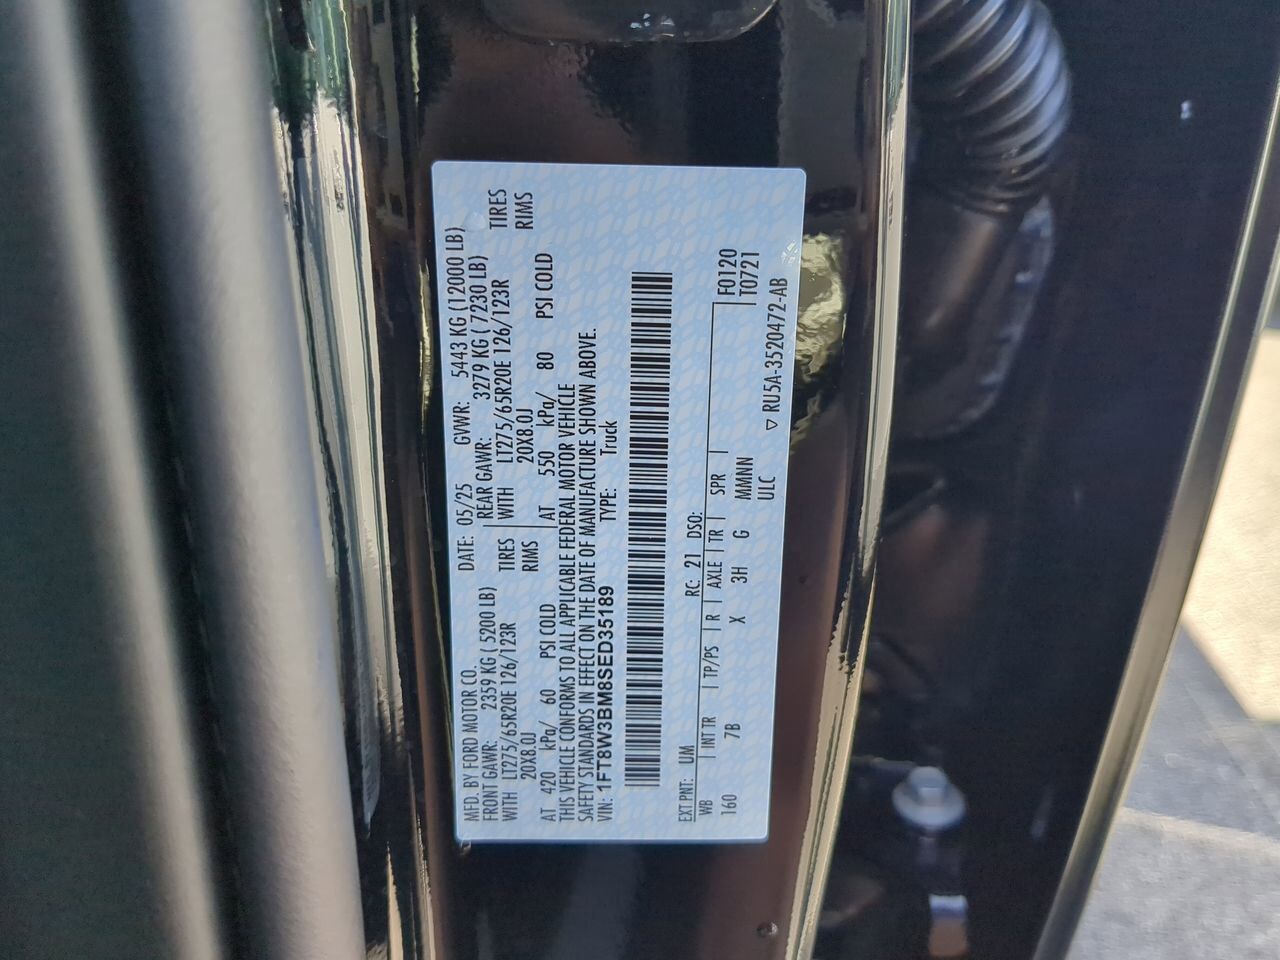 MFD. BY FORD MOTOR CO.
DATE: 05/25 GVWR: 5443 KG (12000 LB)
FRONT GAWR: 2359 KG ( 5200 LB)
REAR GAWR: 3279 KG ( 7230 LB)
WITH LT275/65R20E 126/123R TIRES
WITH LT275/65R20E 126/123R TIRES
20X8.0J RIMS
20X8.0J RIMS
AT 420 kPa/ 60 PSI COLD
AT 550 kPa/ 80 PSI COLD
THIS VEHICLE CONFORMS TO ALL APPLICABLE FEDERAL MOTOR VEHICLE
SAFETY STANDARDS IN EFFECT ON THE DATE OF MANUFACTURE SHOWN ABOVE.
VIN: 1FT8W3BM8SED35189 TYPE: Truck
EXT PNT: UM RC: 21 DSO:
WB INT TR TP/PS R AXLE TR SPR F0120
160 7B X 3H G MMNN T0721
ULC
▽ RU5A-3520472-AB